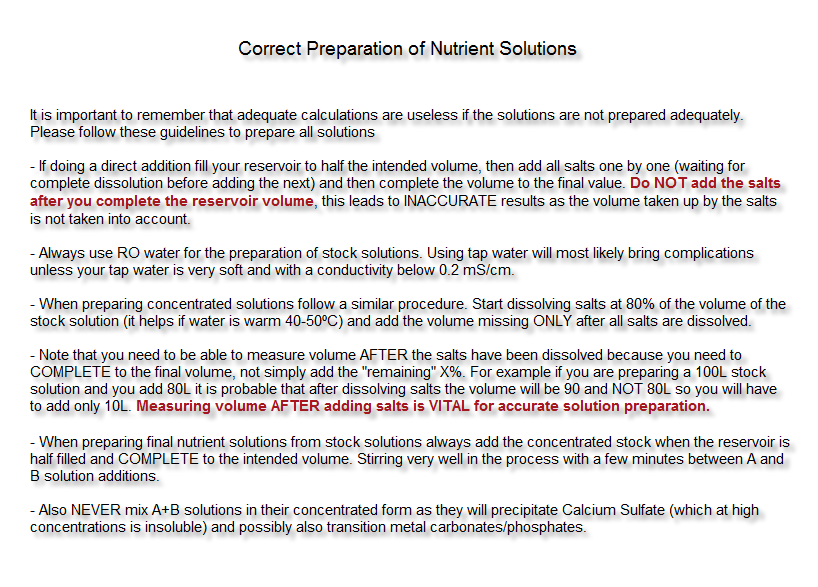 Correct Preparation of Nutrient Solutions
It is important to remember that adequate calculations are useless if the solutions are not prepared adequately.
Please follow these guidelines to prepare all solutions
- If doing a direct addition fill your reservoir to half the intended volume, then add all salts one by one (waiting for
complete dissolution before adding the next) and then complete the volume to the final value. Do NOT add the salts
after you complete the reservoir volume, this leads to INACCURATE results as the volume taken up by the salts
is not taken into account.
- Always use RO water for the preparation of stock solutions. Using tap water will most likely bring complications
unless your tap water is very soft and with a conductivity below 0.2 mS/cm.
- When preparing concentrated solutions follow a similar procedure. Start dissolving salts at 80% of the volume of the
stock solution (it helps if water is warm 40-50ºC) and add the volume missing ONLY after all salts are dissolved.
- Note that you need to be able to measure volume AFTER the salts have been dissolved because you need to
COMPLETE to the final volume, not simply add the "remaining" X%. For example if you are preparing a 100L stock
solution and you add 80L it is probable that after dissolving salts the volume will be 90 and NOT 80L so you will have
to add only 10L. Measuring volume AFTER adding salts is VITAL for accurate solution preparation.
- When preparing final nutrient solutions from stock solutions always add the concentrated stock when the reservoir is
half filled and COMPLETE to the intended volume. Stirring very well in the process with a few minutes between A and
B solution additions.
- Also NEVER mix A+B solutions in their concentrated form as they will precipitate Calcium Sulfate (which at high
concentrations is insoluble) and possibly also transition metal carbonates/phosphates.